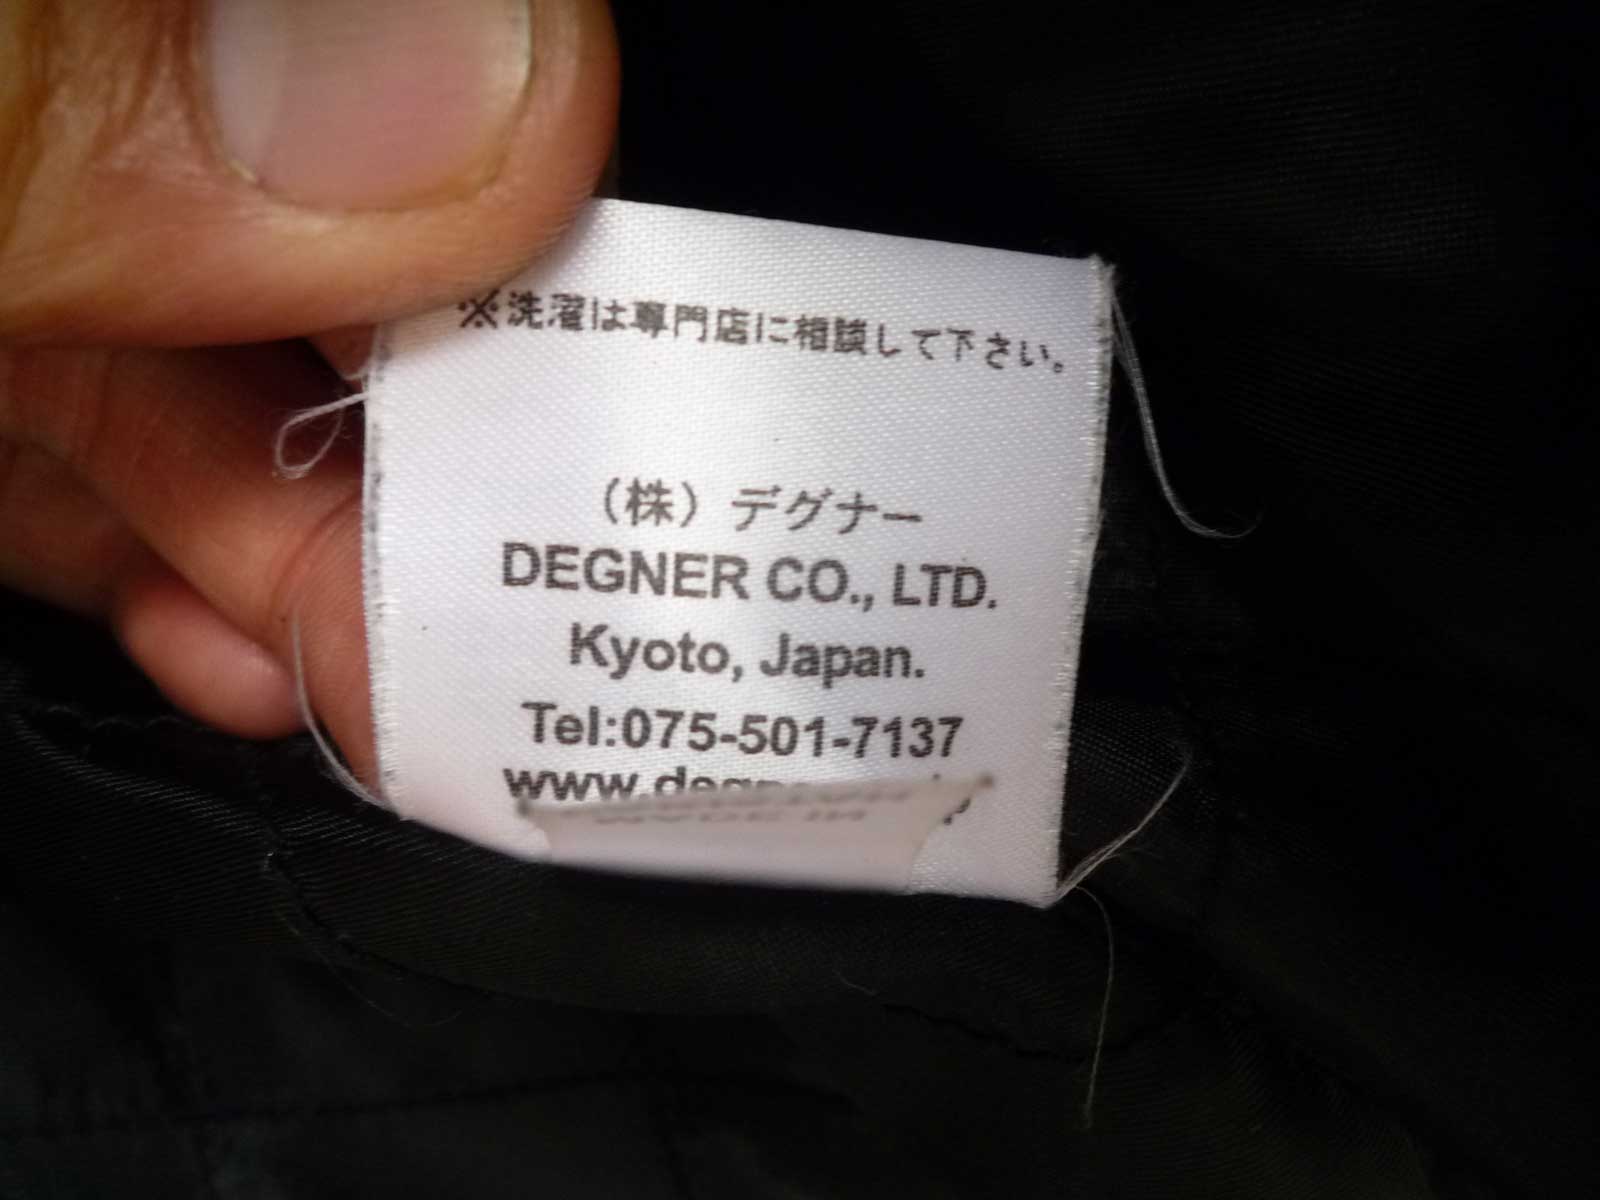 ※洗濯は専門店に相談して下さい。
（株）デグナー
DEGNER CO., LTD.
Kyoto, Japan.
Tel:075-501-7137